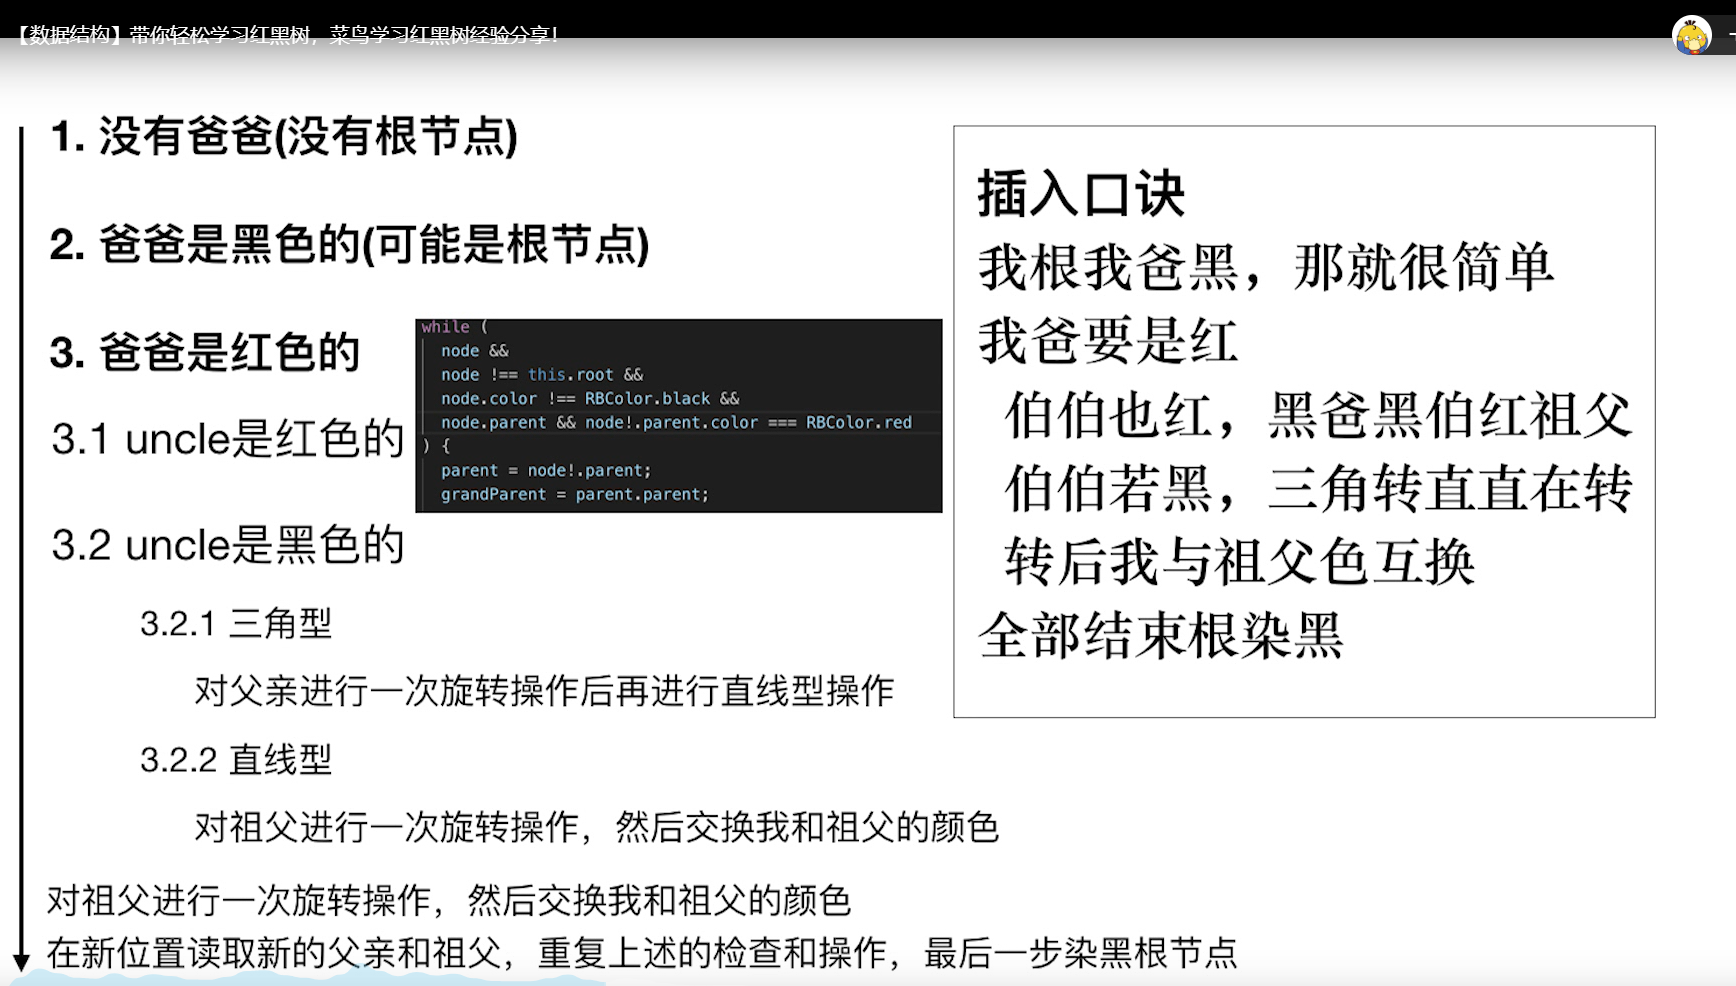 【数据结构】带你轻松学习红黑树，菜鸟学习红黑树经验分享！
1. 没有爸爸(没有根节点)
2. 爸爸是黑色的(可能是根节点)
3. 爸爸是红色的
3.1 uncle是红色的
while (
node &&
node !== this.root &&
node.color !== RBColor.black &&
node.parent && node!.parent.color === RBColor.red
) {
parent = node!.parent;
grandParent = parent.parent;
3.2 uncle是黑色的
3.2.1 三角型
对父亲进行一次旋转操作后再进行直线型操作
3.2.2 直线型
对祖父进行一次旋转操作，然后交换我和祖父的颜色
对祖父进行一次旋转操作，然后交换我和祖父的颜色
在新位置读取新的父亲和祖父，重复上述的检查和操作，最后一步染黑根节点
插入口诀
我根我爸黑，那就很简单
我爸要是红
伯伯也红，黑爸黑伯红祖父
伯伯若黑，三角转直直在转
转后我与祖父色互换
全部结束根染黑